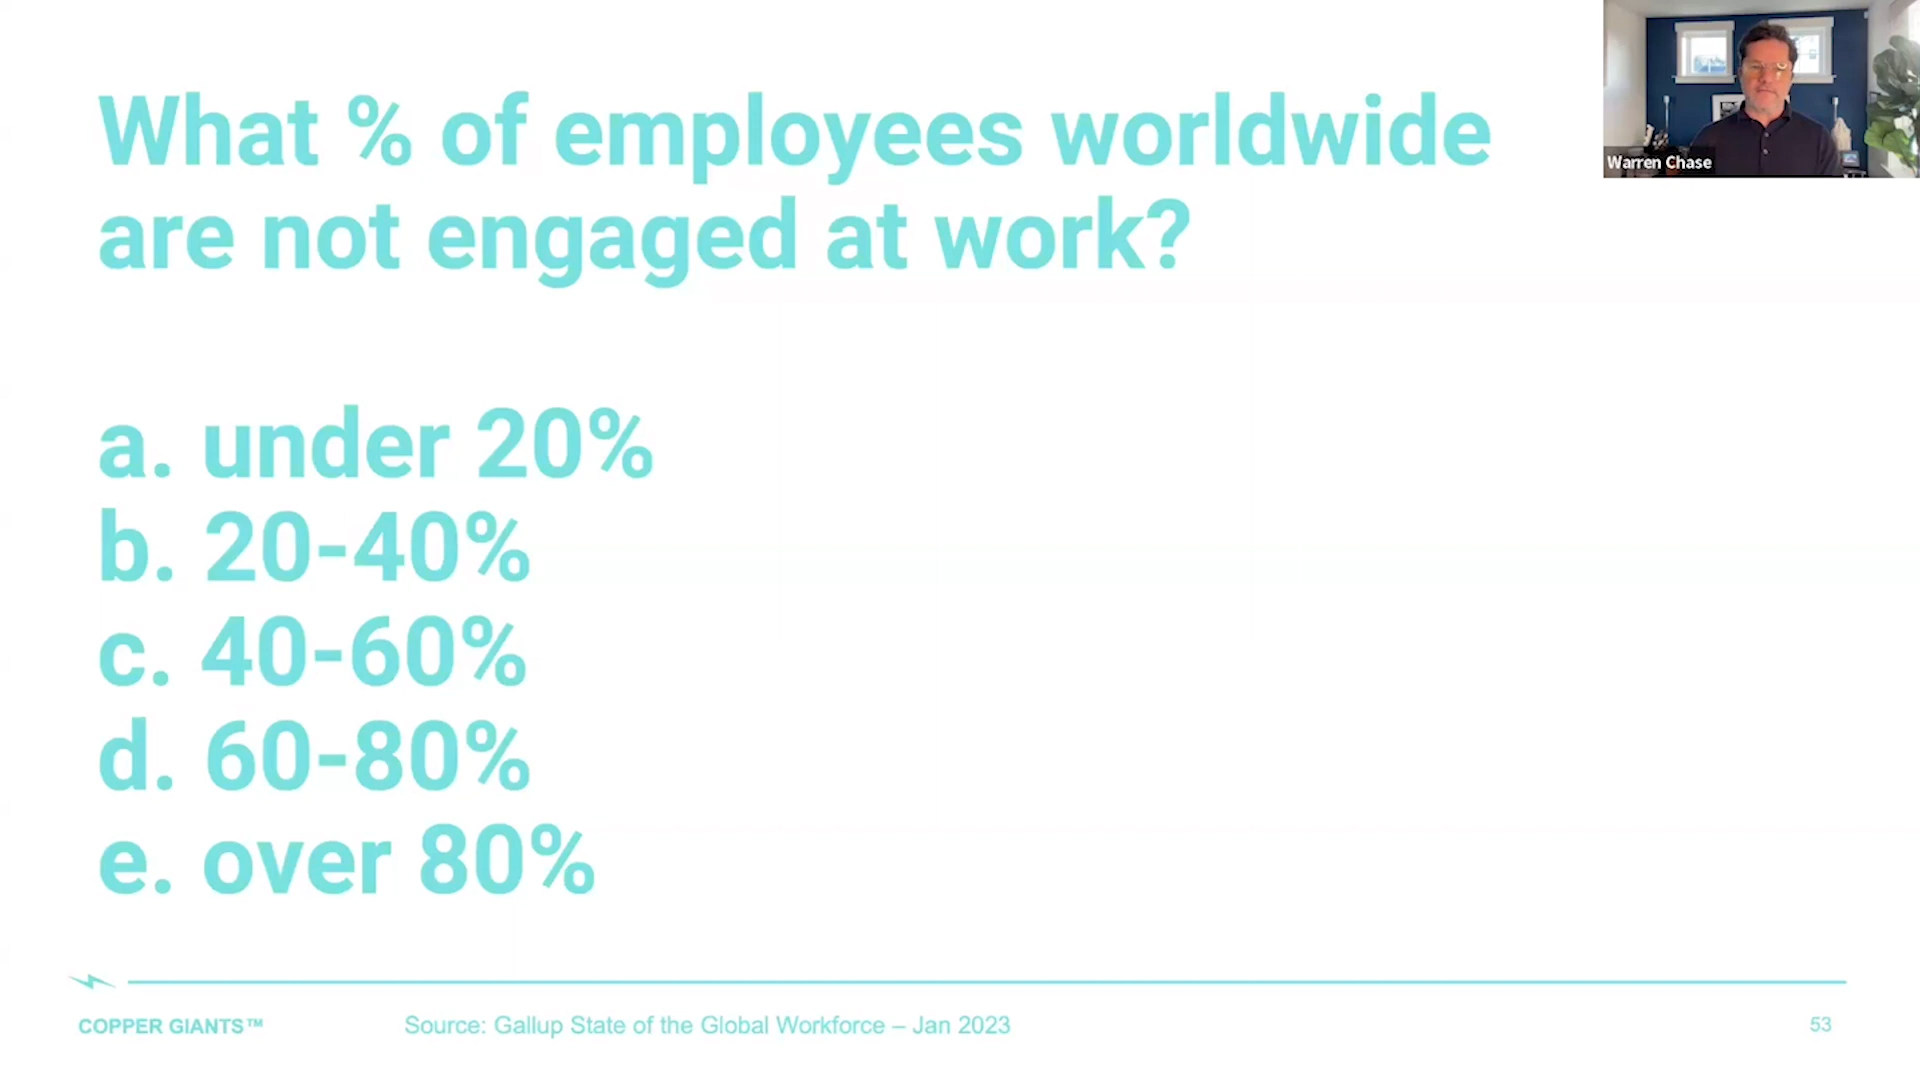 What % of employees worldwide
are not engaged at work?
a. under 20%
b. 20-40%
c. 40-60%
d. 60-80%
e. over 80%
Warren Chase
COPPER GIANTS™
Source: Gallup State of the Global Workforce – Jan 2023
53